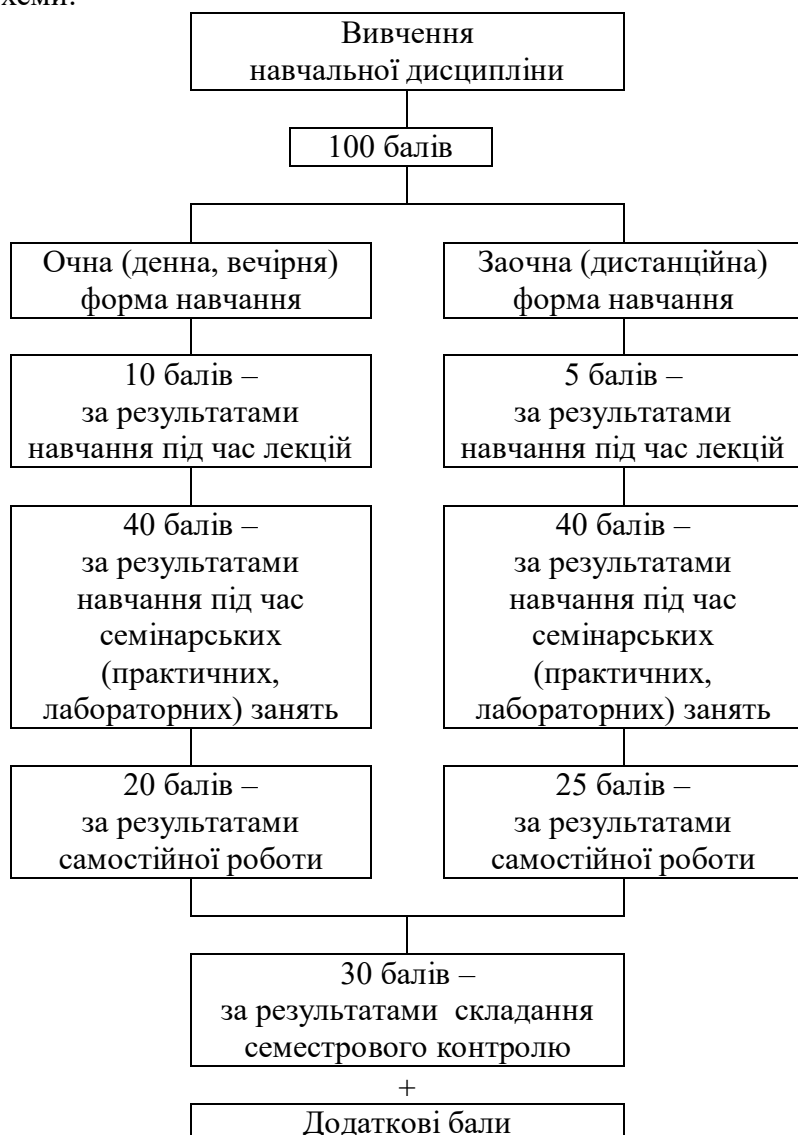 Вивчення
навчальної дисципліни
100 балів
Очна (денна, вечірня)
форма навчання
10 балів –
за результатами
навчання під час лекцій
40 балів –
за результатами
навчання під час
семінарських
(практичних,
лабораторних) занять
20 балів –
за результатами
самостійної роботи
Заочна (дистанційна)
форма навчання
5 балів –
за результатами
навчання під час лекцій
40 балів –
за результатами
навчання під час
семінарських
(практичних,
лабораторних) занять
25 балів –
за результатами
самостійної роботи
30 балів –
за результатами складання
семестрового контролю
+
Додаткові бали